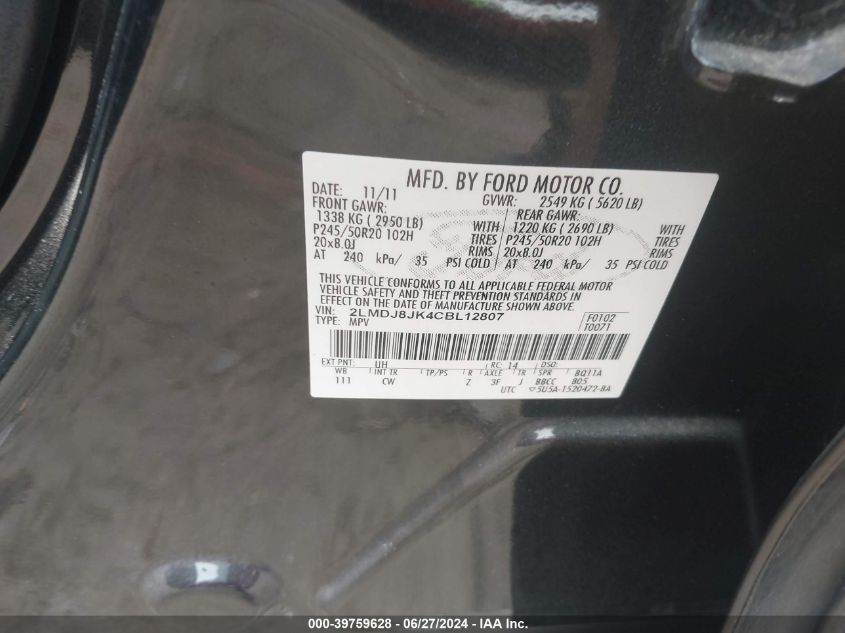 MFD. BY FORD MOTOR CO.
DATE: 11/11 GVWR: 2549 KG ( 5620 LB)
FRONT GAWR: REAR GAWR:
1338 KG ( 2950 LB) WITH 1220 KG ( 2690 LB) WITH
P245/50R20 102H TIRES P245/50R20 102H TIRES
20x8.0J RIMS 20x8.0J RIMS
AT 240 kPa/ 35 PSI COLD AT 240 kPa/ 35 PSI COLD
THIS VEHICLE CONFORMS TO ALL APPLICABLE FEDERAL MOTOR
VEHICLE SAFETY AND THEFT PREVENTION STANDARDS IN
EFFECT ON THE DATE OF MANUFACTURE SHOWN ABOVE.
VIN: 2LMDJ8JK4CBL12807 F0102
TYPE: MPV T0071
EXT PNT: UH RC: 14 DSO:
WB INT TR TP/PS R AXLE TR SPR BQ11A
111 CW Z 3F J BBCC 805
UTC 5U5A-1520472-BA
000-39759628 - 06/27/2024 - IAAI Inc.